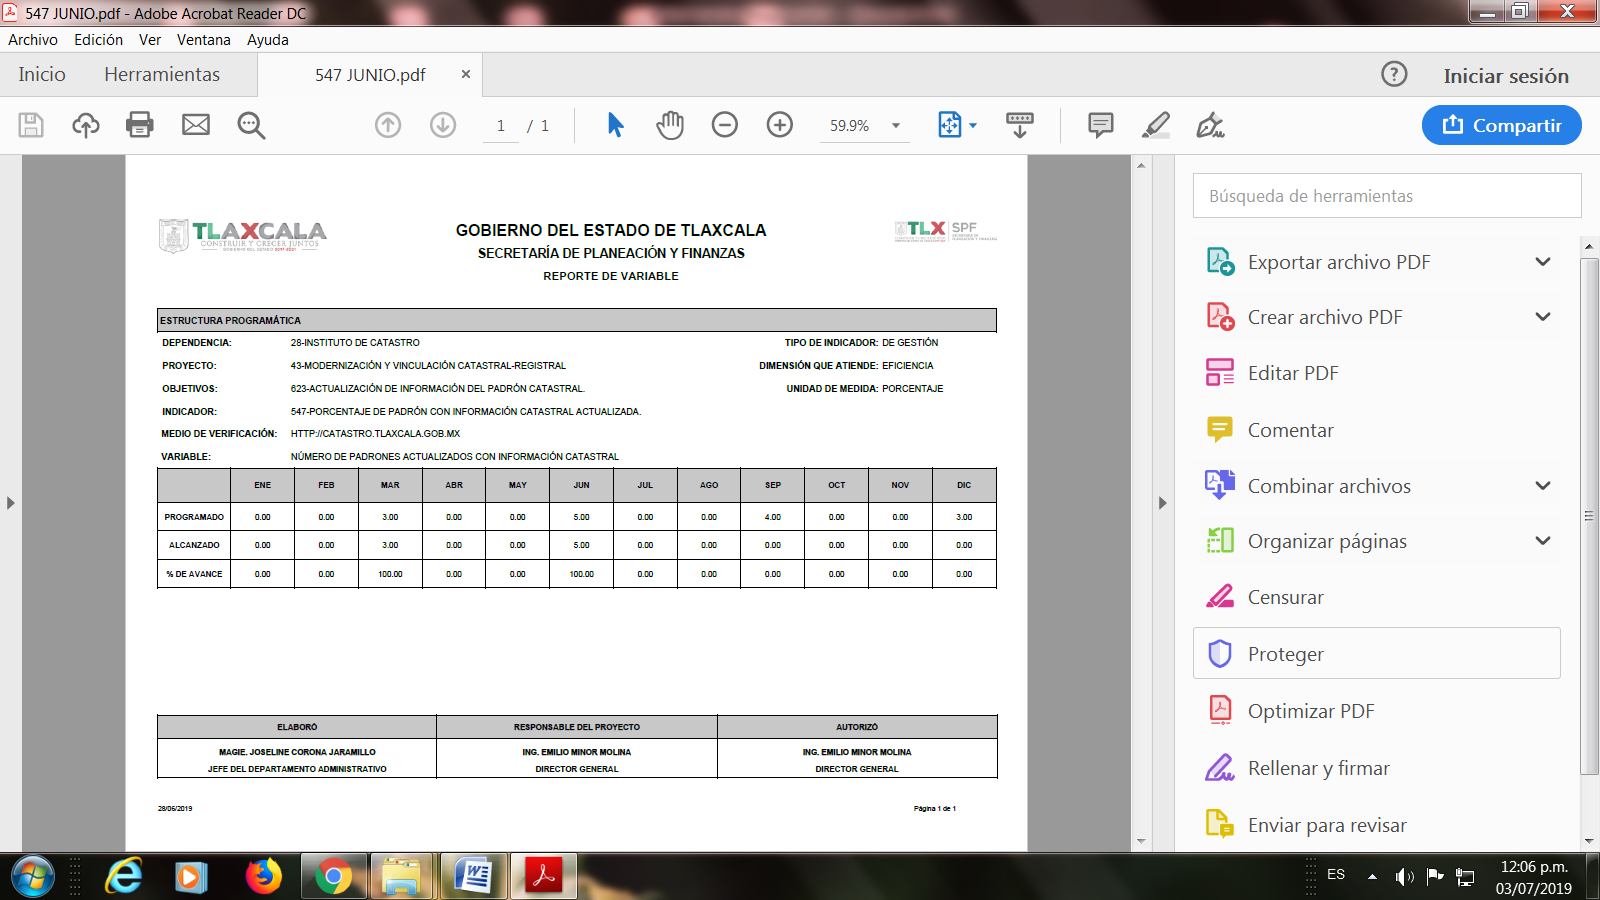 547 JUNIO.pdf - Adobe Acrobat Reader DC
Archivo Edición Ver Ventana Ayuda
Inicio Herramientas 547 JUNIO.pdf × Iniciar sesión
1 / 1 59.9% Compartir
TLAXCALA
CONSTRUIR Y CRECER JUNTOS
GOBIERNO DEL ESTADO 2017-2021
GOBIERNO DEL ESTADO DE TLAXCALA
SECRETARÍA DE PLANEACIÓN Y FINANZAS
REPORTE DE VARIABLE
TLX SPF
ESTRUCTURA PROGRAMÁTICA
DEPENDENCIA: 28-INSTITUTO DE CATASTRO TIPO DE INDICADOR: DE GESTIÓN
PROYECTO: 43-MODERNIZACIÓN Y VINCULACIÓN CATASTRAL-REGISTRAL DIMENSIÓN QUE ATIENDE: EFICIENCIA
OBJETIVOS: 623-ACTUALIZACIÓN DE INFORMACIÓN DEL PADRÓN CATASTRAL. UNIDAD DE MEDIDA: PORCENTAJE
INDICADOR: 547-PORCENTAJE DE PADRÓN CON INFORMACIÓN CATASTRAL ACTUALIZADA.
MEDIO DE VERIFICACIÓN: HTTP://CATASTRO.TLAXCALA.GOB.MX
VARIABLE: NÚMERO DE PADRONES ACTUALIZADOS CON INFORMACIÓN CATASTRAL
ENE FEB MAR ABR MAY JUN JUL AGO SEP OCT NOV DIC
PROGRAMADO 0.00 0.00 3.00 0.00 0.00 5.00 0.00 0.00 4.00 0.00 0.00 3.00
ALCANZADO 0.00 0.00 3.00 0.00 0.00 5.00 0.00 0.00 0.00 0.00 0.00 0.00
% DE AVANCE 0.00 0.00 100.00 0.00 0.00 100.00 0.00 0.00 0.00 0.00 0.00 0.00
ELABORÓ RESPONSABLE DEL PROYECTO AUTORIZÓ
MAGIE. JOSELINE CORONA JARAMILLO ING. EMILIO MINOR MOLINA ING. EMILIO MINOR MOLINA
JEFE DEL DEPARTAMENTO ADMINISTRATIVO DIRECTOR GENERAL DIRECTOR GENERAL
28/06/2019 Página 1 de 1
Búsqueda de herramientas
Exportar archivo PDF
Crear archivo PDF
Editar PDF
Comentar
Combinar archivos
Organizar páginas
Censurar
Proteger
Optimizar PDF
Rellenar y firmar
Enviar para revisar
ES 12:06 p.m.
03/07/2019